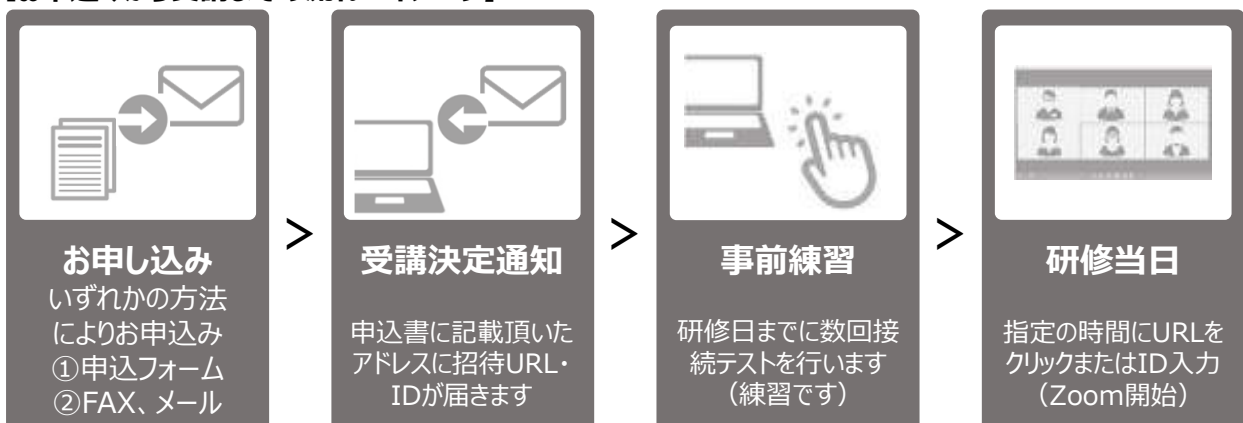 お申し込み
いずれかの方法
によりお申込み
①申込フォーム
②FAX、メール
>
受講決定通知
申込書に記載頂いた
アドレスに招待URL・
IDが届きます
>
事前練習
研修日までに数回接
続テストを行います
（練習です）
>
研修当日
指定の時間にURLを
クリックまたはID入力
（Zoom開始）